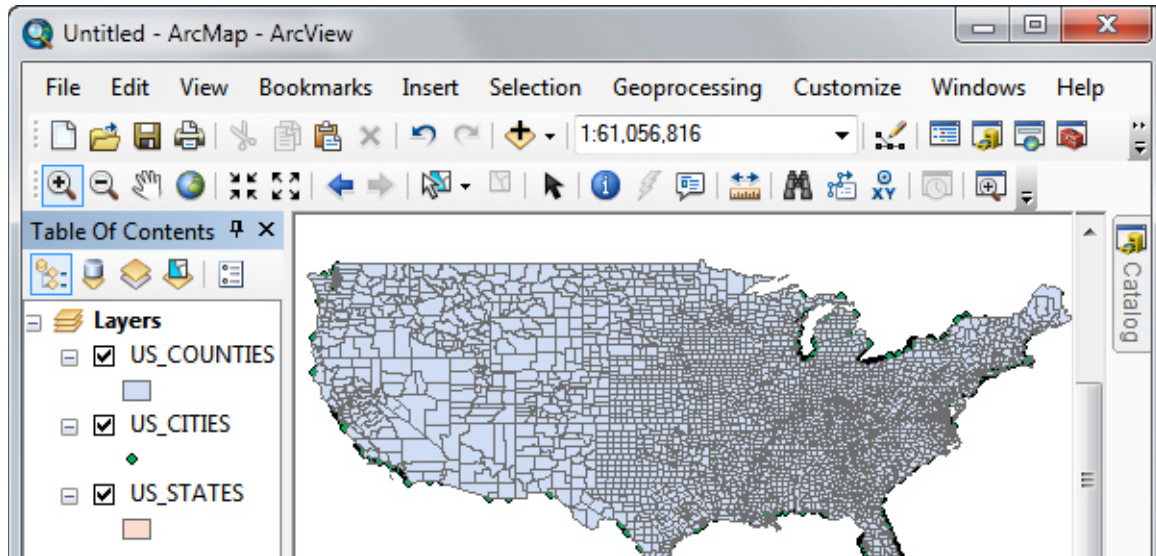 Untitled - ArcMap - ArcView
File Edit View Bookmarks Insert Selection Geoprocessing Customize Windows Help
1:61,056,816
XY
Table Of Contents
Layers
US_COUNTIES
US_CITIES
US_STATES
Catalog